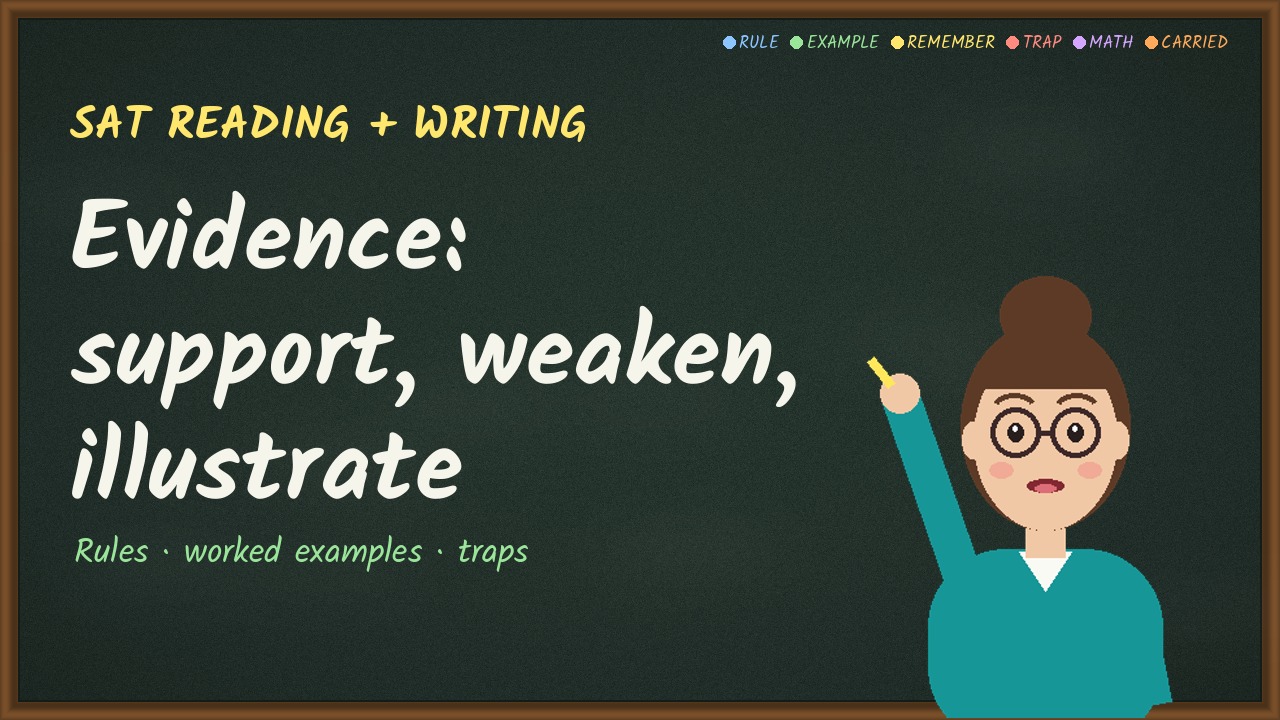 RULE EXAMPLE REMEMBER TRAP MATH CARRIED
SAT READING + WRITING
Evidence:
support, weaken,
illustrate
Rules · worked examples · traps